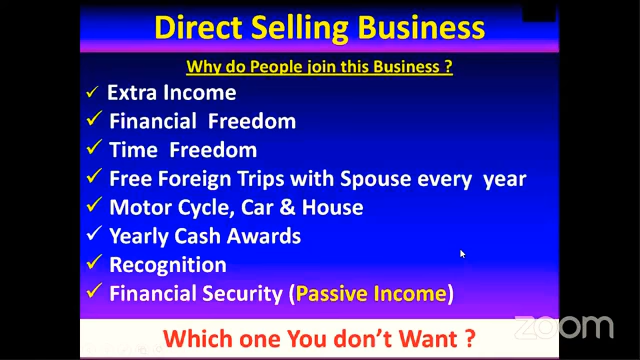 Direct Selling Business
Why do People join this Business ?
Extra Income
Financial Freedom
Time Freedom
Free Foreign Trips with Spouse every year
Motor Cycle, Car & House
Yearly Cash Awards
Recognition
Financial Security (Passive Income)
zoom
Which one You don't Want ?